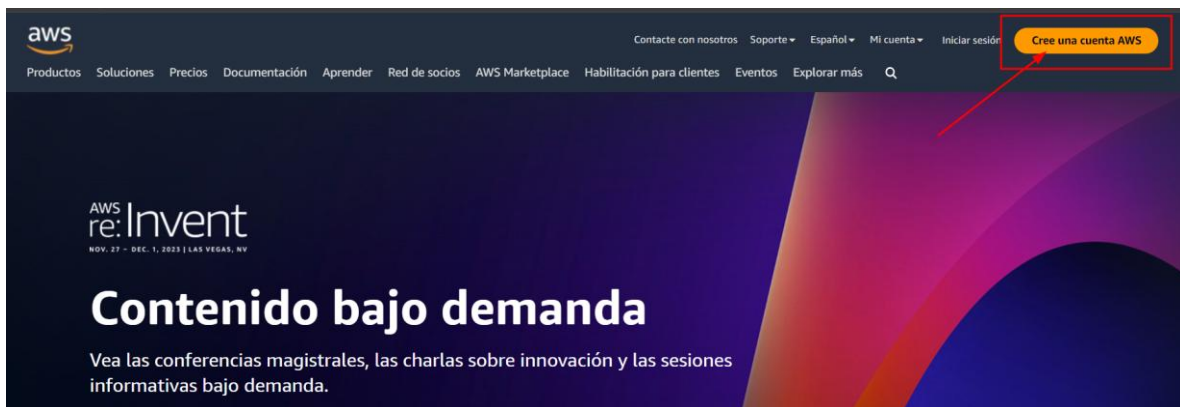 aws
Contacte con nosotros Soporte Español Mi cuenta Iniciar sesión Cree una cuenta AWS
Productos Soluciones Precios Documentación Aprender Red de socios AWS Marketplace Habilitación para clientes Eventos Explorar más
AWS
re:Invent
NOV. 27 – DEC. 1, 2023 | LAS VEGAS, NV
Contenido bajo demanda
Vea las conferencias magistrales, las charlas sobre innovación y las sesiones
informativas bajo demanda.